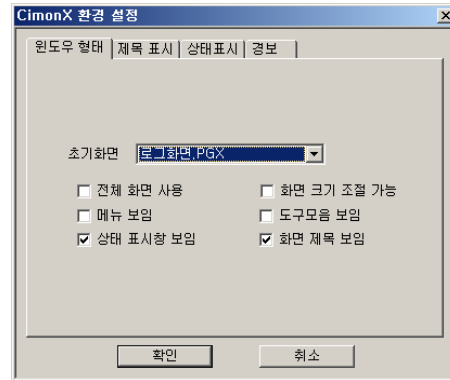 CimonX 환경 설정
윈도우 형태 제목 표시 상태표시 경보
초기화면 로그화면.PGX
전체 화면 사용 화면 크기 조절 가능
메뉴 보임 도구모음 보임
상태 표시창 보임 화면 제목 보임
확인 취소